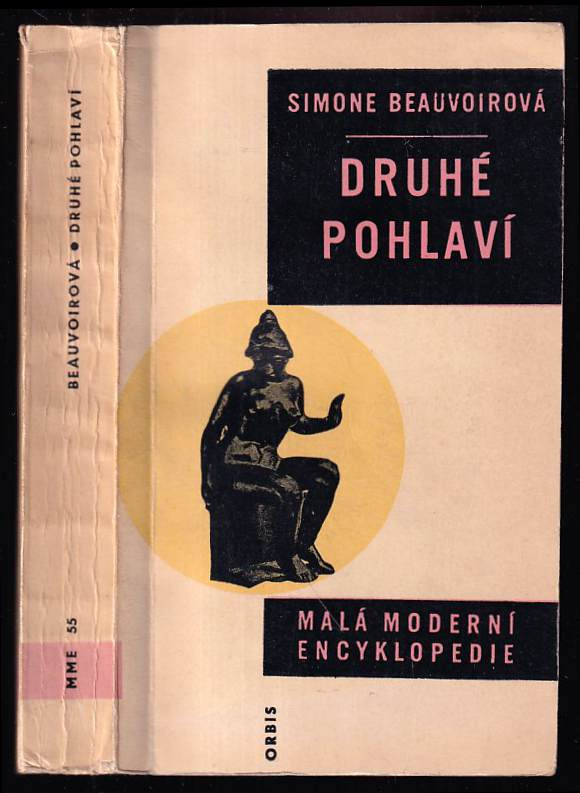 BEAUVOIROVÁ ● DRUHÉ POHLAVÍ
MME 55
SIMONE BEAUVOIROVÁ
DRUHÉ
POHLAVÍ
MALÁ MODERNÍ
ENCYKLOPEDIE
ORBIS